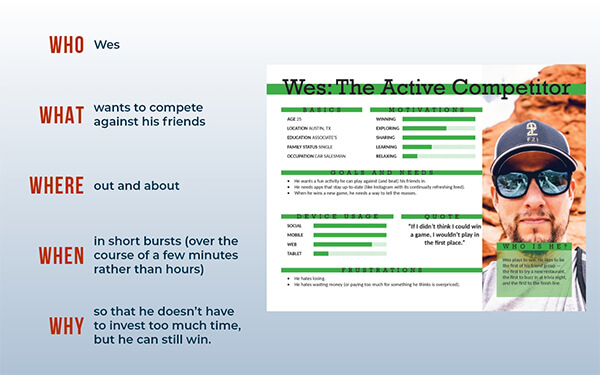 WHO Wes
WHAT wants to compete
against his friends
WHERE out and about
WHEN in short bursts (over the
course of a few minutes
rather than hours)
WHY so that he doesn't have
to invest too much time,
but he can still win.
Wes: The Active Competitor
BASICS
AGE 25
LOCATION AUSTIN, TX
EDUCATION ASSOCIATE'S
FAMILY STATUS SINGLE
OCCUPATION CAR SALESMAN
MOTIVATIONS
WINNING
EXPLORING
SHARING
LEARNING
RELAXING
GOALS AND NEEDS
• He wants a fun activity he can play against (and beat) his friends in.
• He needs apps that stay up-to-date (like Instagram with its continually refreshing feed).
• When he wins a new game, he needs a way to tell the masses.
DEVICE USAGE
SOCIAL
MOBILE
WEB
TABLET
QUOTE
"If I didn't think I could win
a game, I wouldn't play in
the first place."
FRUSTRATIONS
• He hates losing.
• He hates wasting money (or paying too much for something he thinks is overpriced).
FZI
WHO IS HE?
Wes plays to win. He likes to be
the first of his friend group —
the first to try a new restaurant,
the first to buzz in at trivia night,
and the first to the finish line.